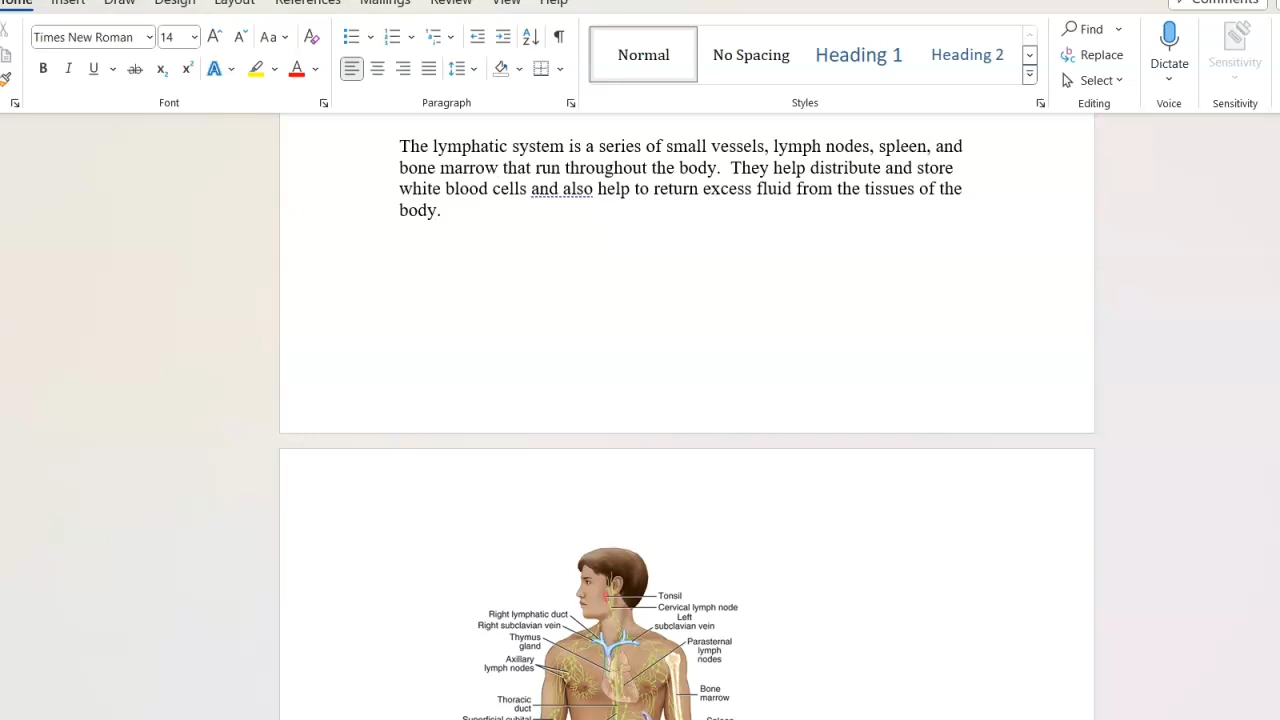 Insert Draw Design Layout References Mailings Review View Help
Comments
Times New Roman 14 Aa
Normal No Spacing Heading 1 Heading 2
Find
Replace
Select
Dictate
Sensitivity
Font Paragraph Styles Editing Voice Sensitivity
The lymphatic system is a series of small vessels, lymph nodes, spleen, and
bone marrow that run throughout the body. They help distribute and store
white blood cells and also help to return excess fluid from the tissues of the
body.
Tonsil
Cervical lymph node
Right lymphatic duct
Left
subclavian vein
Right subclavian vein
Thymus
gland
Parasternal
lymph
nodes
Axillary
lymph nodes
Bone
marrow
Thoracic
duct
Superficial cubital
Spleen